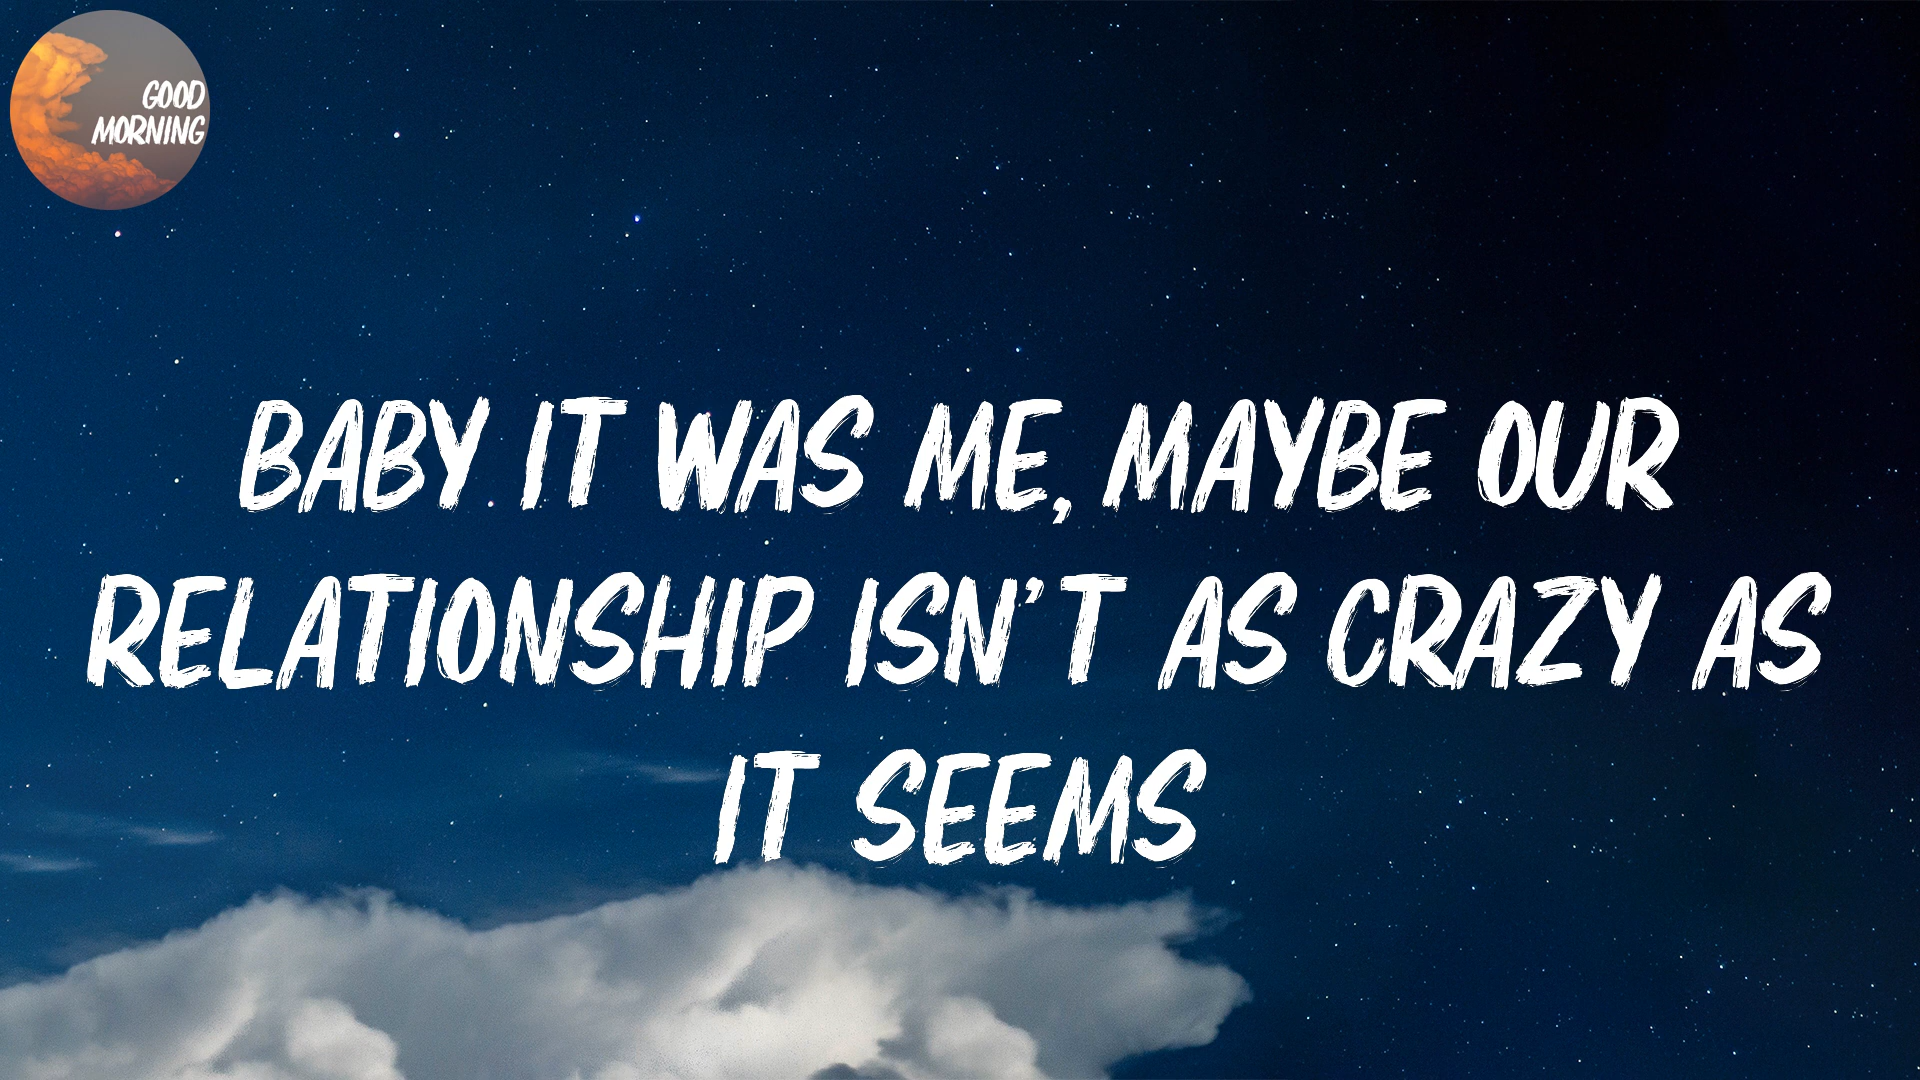 GOOD
MORNING
BABY IT WAS ME, MAYBE OUR
RELATIONSHIP ISN'T AS CRAZY AS
IT SEEMS